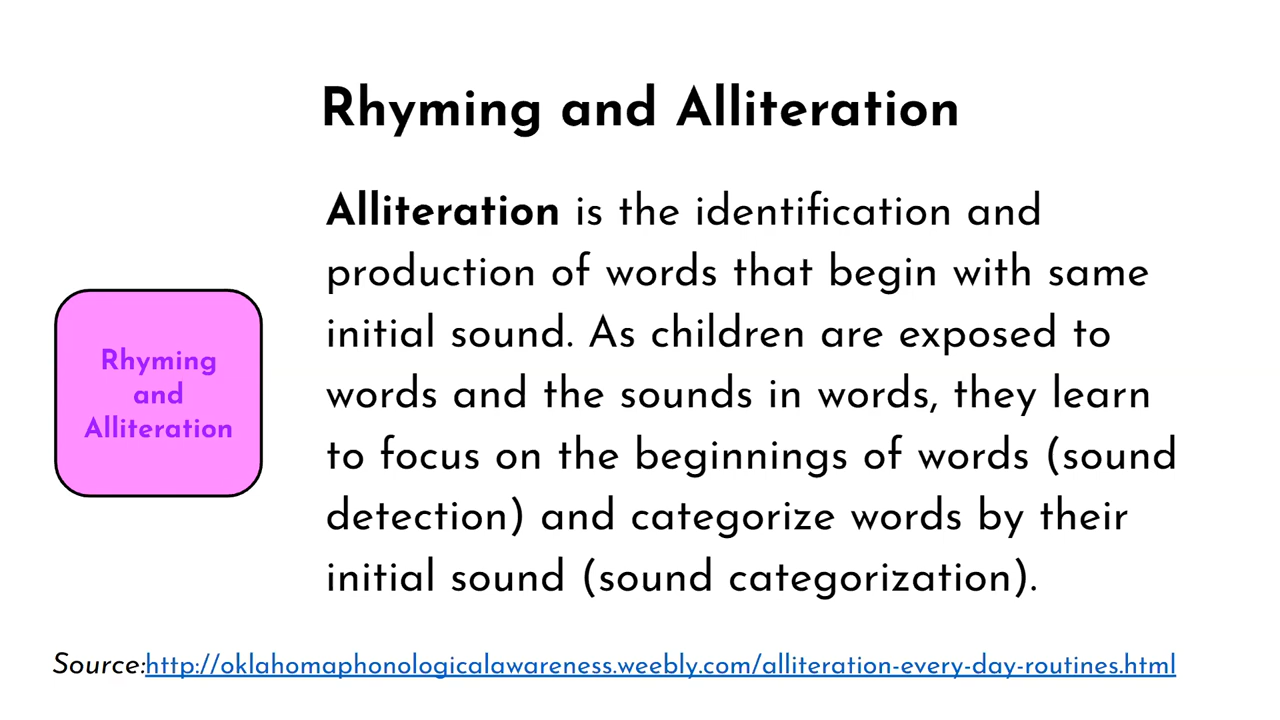 Rhyming and Alliteration
Alliteration is the identification and
production of words that begin with same
initial sound. As children are exposed to
words and the sounds in words, they learn
to focus on the beginnings of words (sound
detection) and categorize words by their
initial sound (sound categorization).
Rhyming
and
Alliteration
Source:http://oklahomaphonologicalawareness.weebly.com/alliteration-every-day-routines.html